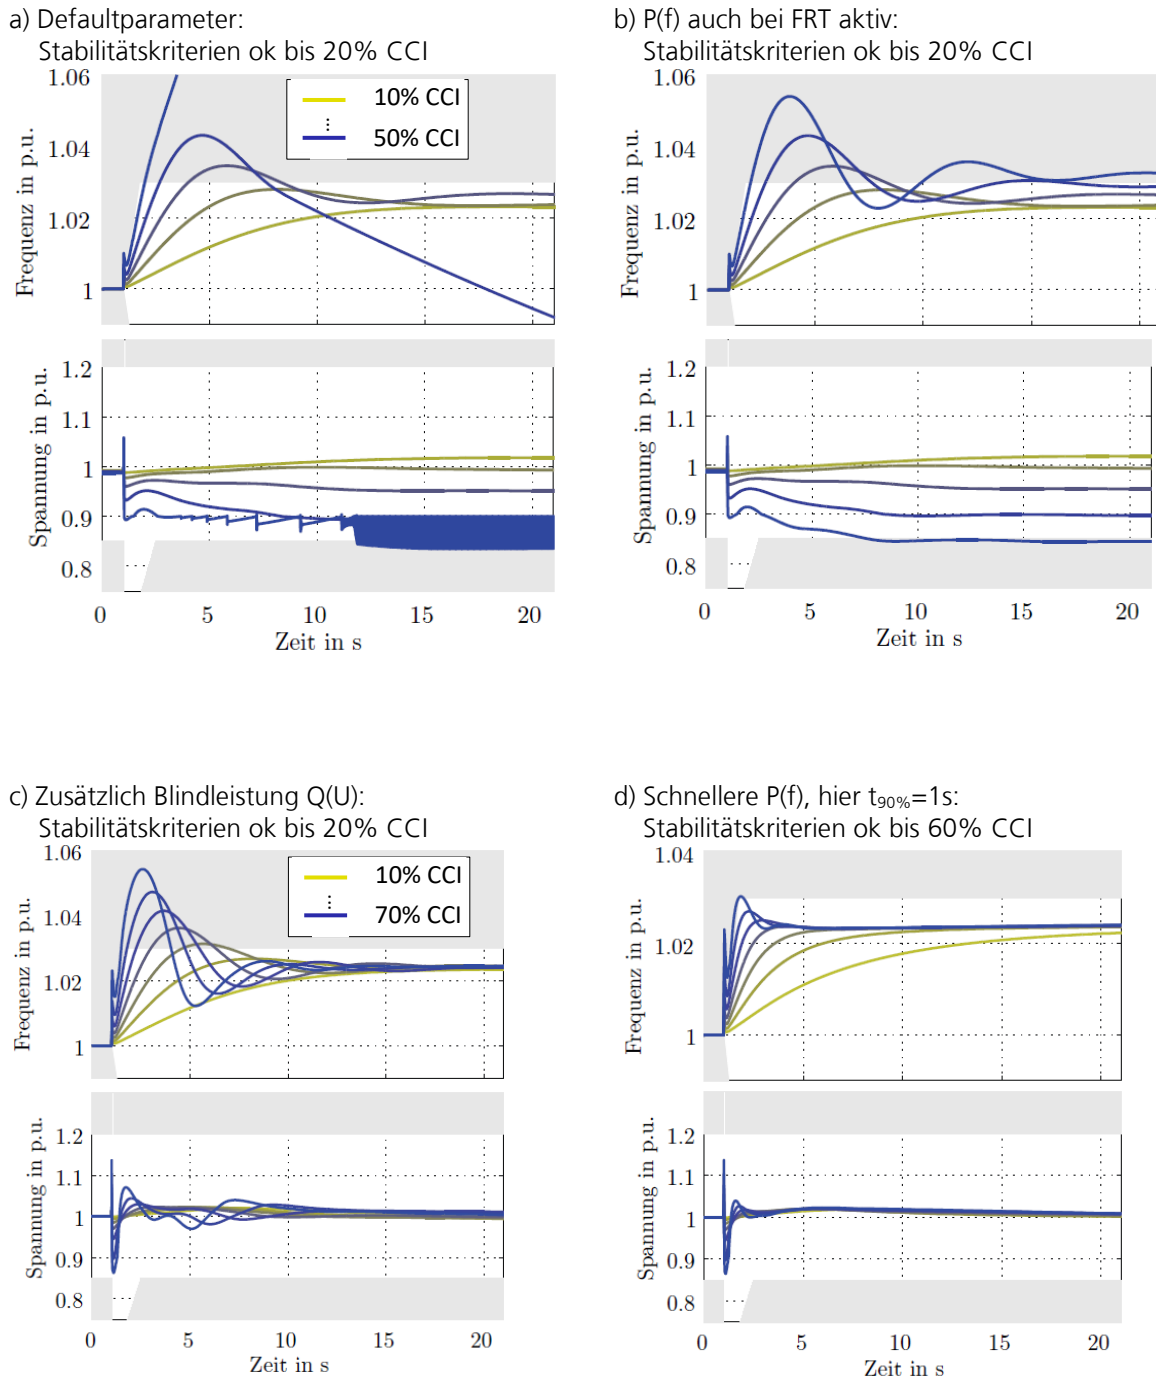 a) Defaultparameter:
Stabilitätskriterien ok bis 20% CCI
1.06
1.04
1.02
1
Frequenz in p.u.
10% CCI
⋮
50% CCI
1.2
1.1
1
0.9
0.8
Spannung in p.u.
0
5
10
15
20
Zeit in s
b) P(f) auch bei FRT aktiv:
Stabilitätskriterien ok bis 20% CCI
1.06
1.04
1.02
1
Frequenz in p.u.
1.2
1.1
1
0.9
0.8
Spannung in p.u.
0
5
10
15
20
Zeit in s
c) Zusätzlich Blindleistung Q(U):
Stabilitätskriterien ok bis 20% CCI
1.06
1.04
1.02
1
Frequenz in p.u.
10% CCI
⋮
70% CCI
1.2
1.1
1
0.9
0.8
Spannung in p.u.
0
5
10
15
20
Zeit in s
d) Schnellere P(f), hier t90%=1s:
Stabilitätskriterien ok bis 60% CCI
1.04
1.02
1
Frequenz in p.u.
1.2
1.1
1
0.9
0.8
Spannung in p.u.
0
5
10
15
20
Zeit in s